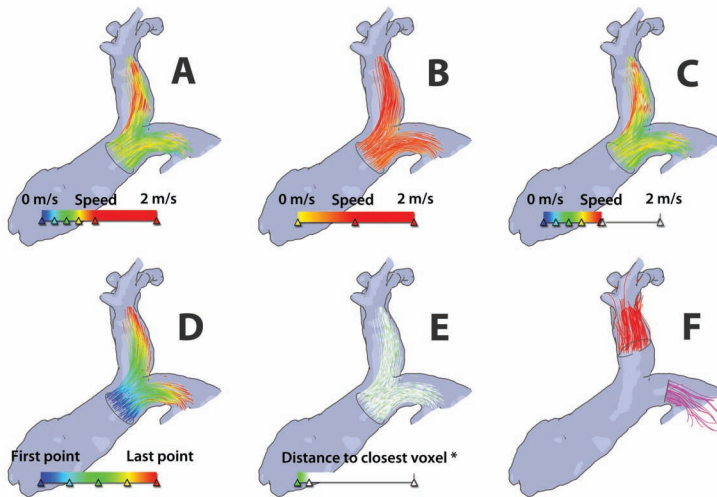 A
B
C
0 m/s Speed 2 m/s
0 m/s Speed 2 m/s
0 m/s Speed 2 m/s
D
E
F
First point Last point
Distance to closest voxel *